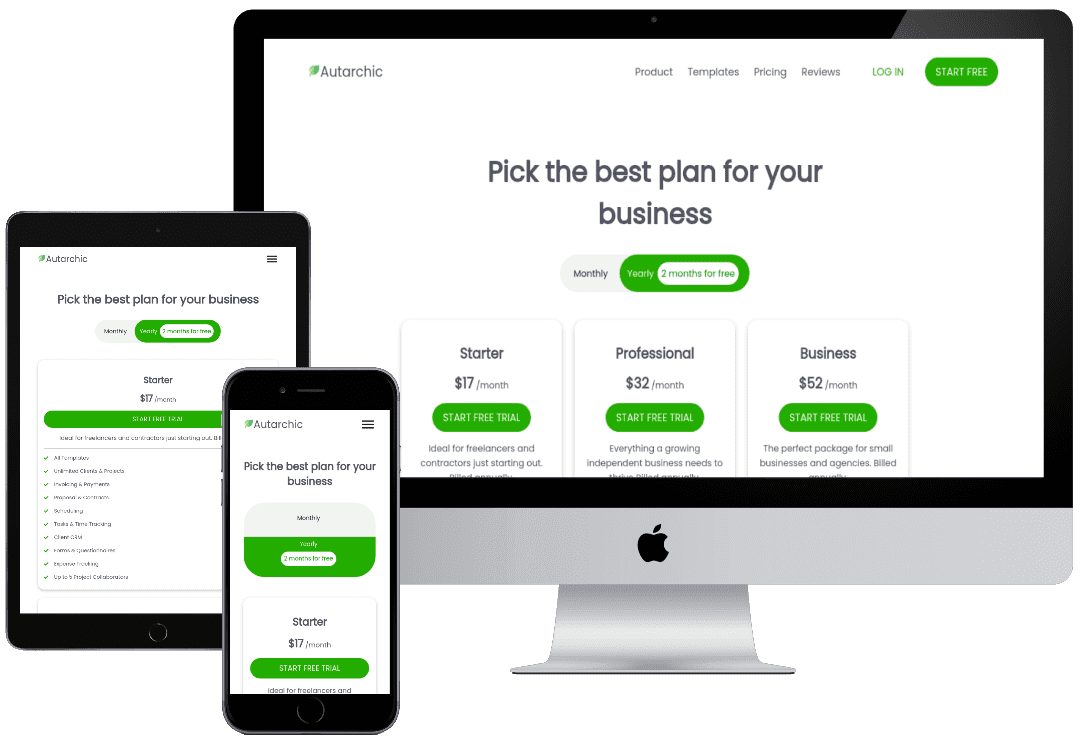 Autarchic
Product Templates Pricing Reviews LOG IN START FREE
Pick the best plan for your
business
Monthly Yearly 2 months for free
Starter
$17 /month
START FREE TRIAL
Ideal for freelancers and
contractors just starting out.
Billed annually
Professional
$32 /month
START FREE TRIAL
Everything a growing
independent business needs to
thrive Billed annually
Business
$52 /month
START FREE TRIAL
The perfect package for small
businesses and agencies. Billed
annually
Autarchic
Pick the best plan for your business
Monthly Yearly 2 months for free
Starter
$17 /month
START FREE TRIAL
Ideal for freelancers and contractors just starting out.
All Templates
Unlimited Clients & Projects
Invoicing & Payments
Proposal & Contracts
Scheduling
Tasks & Time Tracking
Client CRM
Forms & Questionnaires
Expense Tracking
Up to 5 Project Collaborators
Autarchic
Pick the best plan for your
business
Monthly
Yearly
2 months for free
Starter
$17 /month
START FREE TRIAL
Ideal for freelancers and